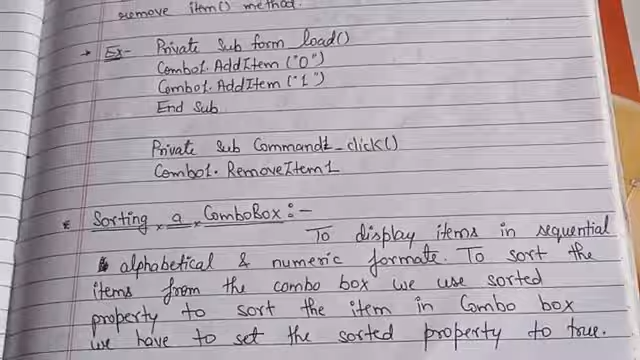 remove item() method.
→ Ex- Private Sub form load()
Combo1.AddItem ("0")
Combo1.AddItem ("1")
End Sub
Private Sub Command1_click()
Combo1.RemoveItem1
* Sorting a ComboBox :-
To display items in sequential
alphabetical & numeric formate. To sort the
items from the combo box we use sorted
property to sort the item in Combo box
we have to set the sorted property to true.